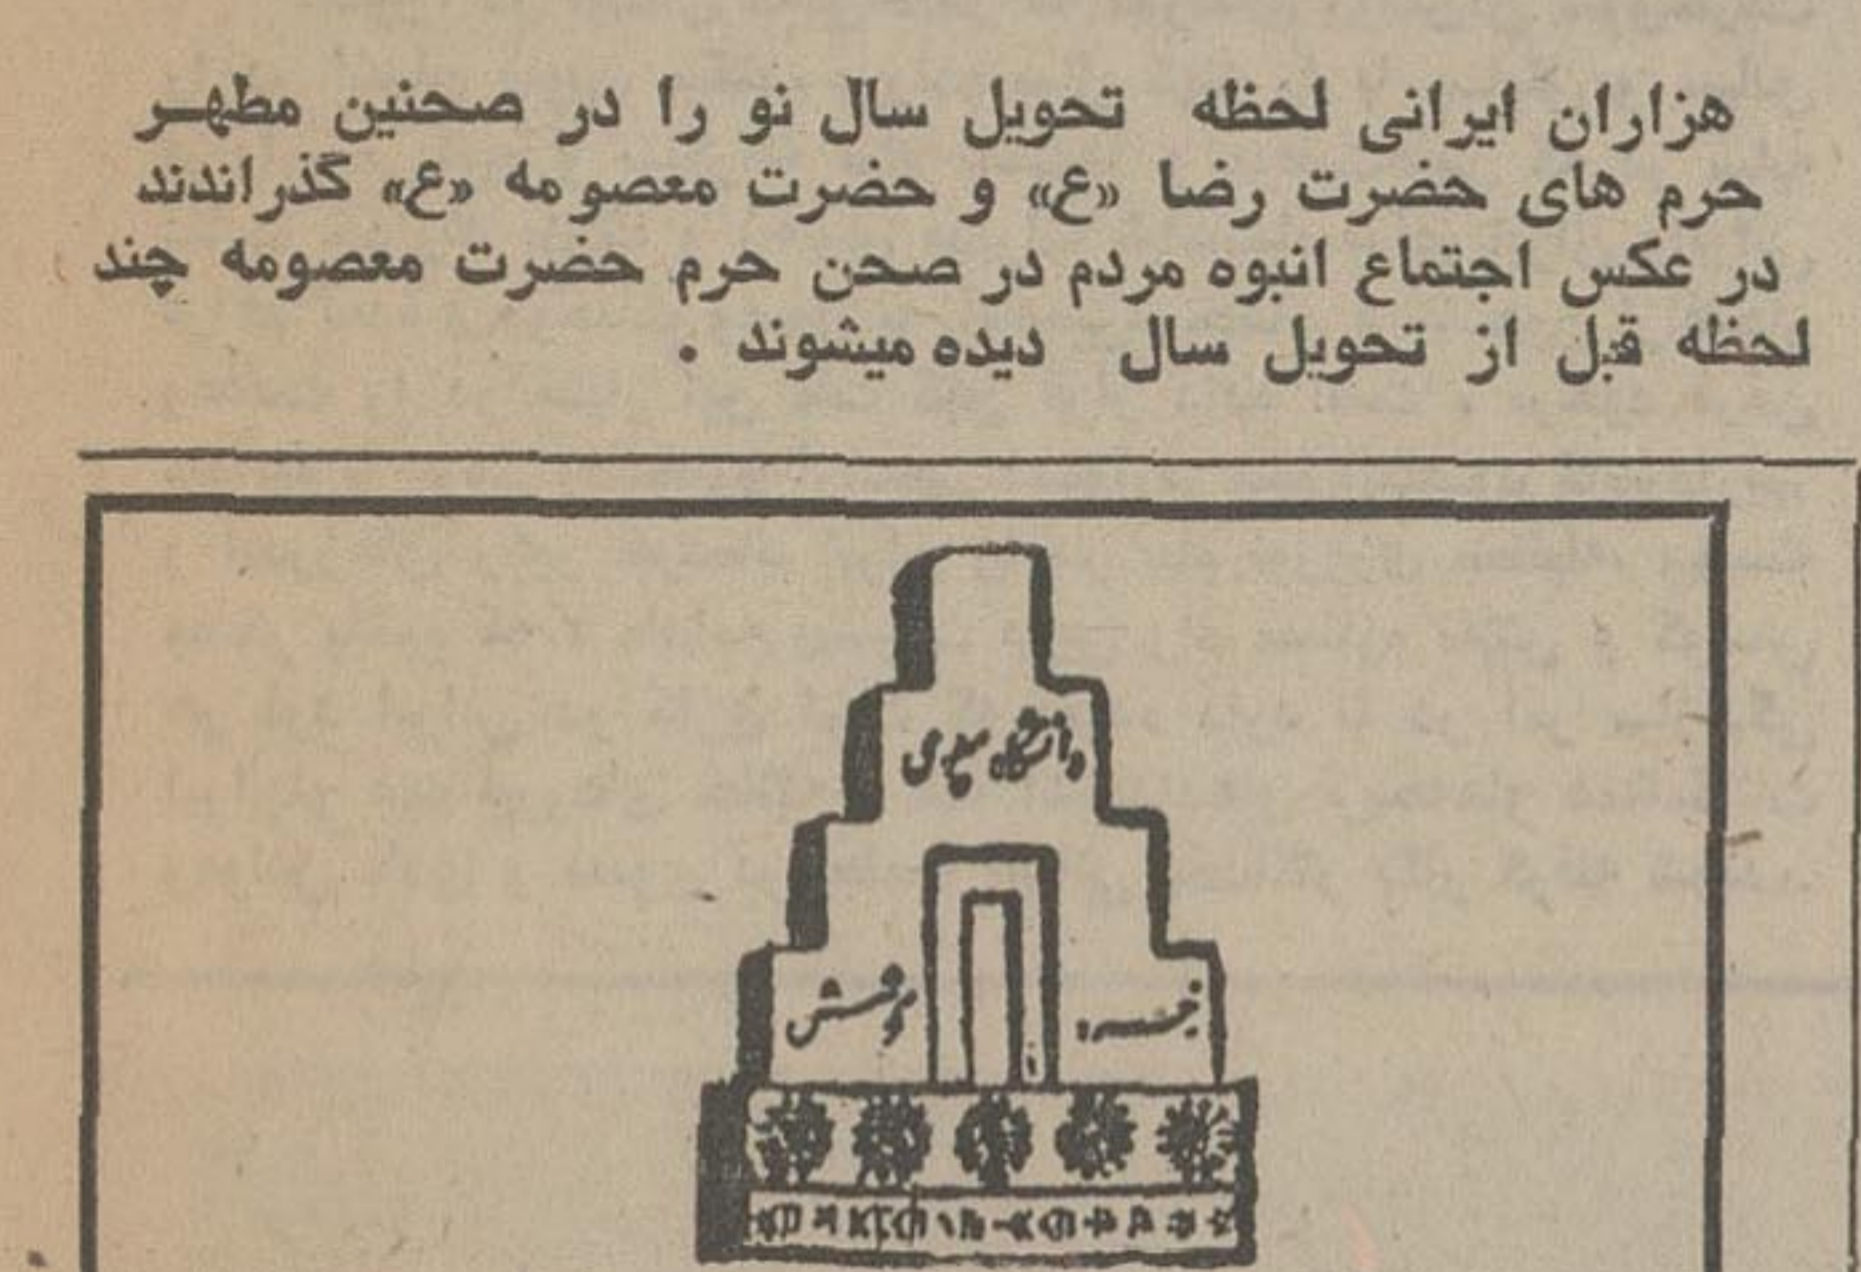 هزاران ایرانی لحظه تحویل سال نو را در صحنین مطهر
حرم های حضرت رضا «ع» و حضرت معصومه «ع» گذراندند
در عکس اجتماع انبوه مردم در صحن حرم حضرت معصومه چند
لحظه قبل از تحویل سال دیده میشوند .
دانشگاه پهلوی